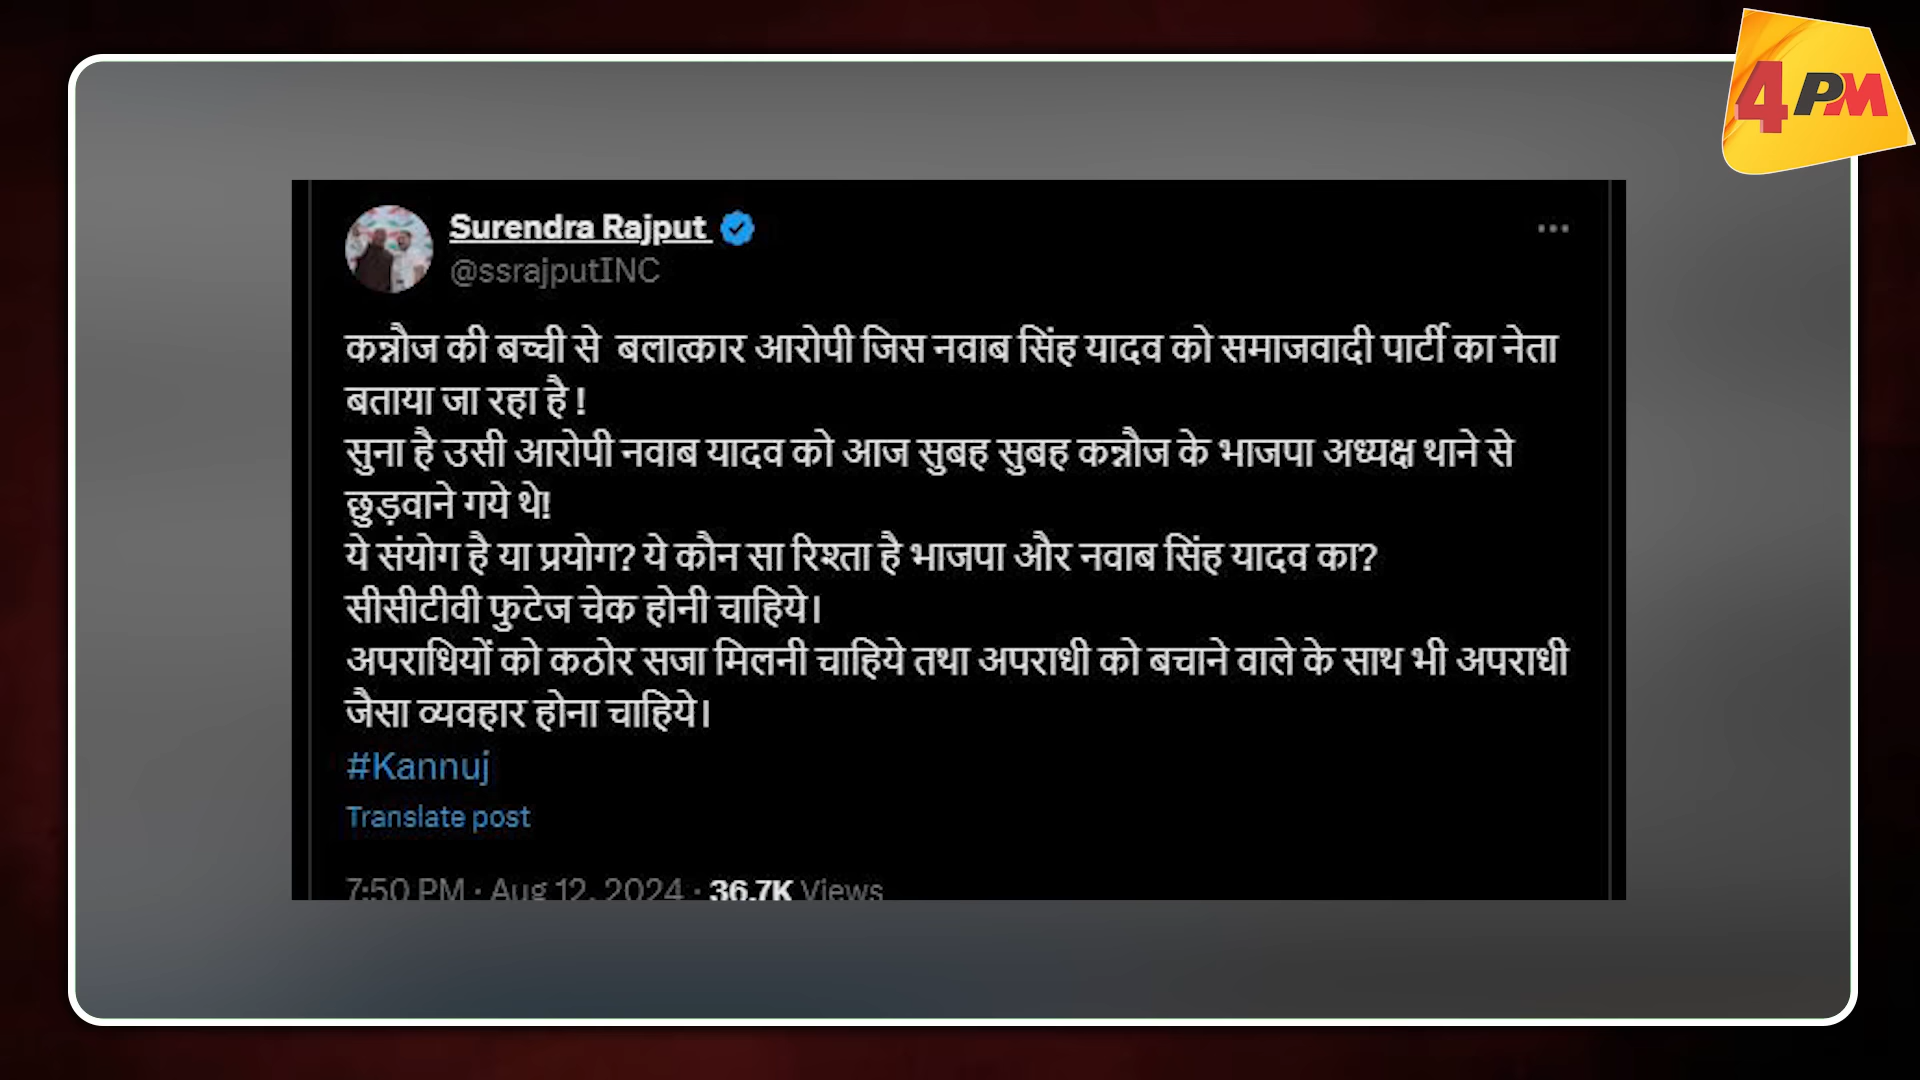 4PM
Surendra Rajput
@ssrajputINC
कन्नौज की बच्ची से बलात्कार आरोपी जिस नवाब सिंह यादव को समाजवादी पार्टी का नेता
बताया जा रहा है !
सुना है उसी आरोपी नवाब यादव को आज सुबह सुबह कन्नौज के भाजपा अध्यक्ष थाने से
छुड़वाने गये थे!
ये संयोग है या प्रयोग? ये कौन सा रिश्ता है भाजपा और नवाब सिंह यादव का?
सीसीटीवी फुटेज चेक होनी चाहिये।
अपराधियों को कठोर सजा मिलनी चाहिये तथा अपराधी को बचाने वाले के साथ भी अपराधी
जैसा व्यवहार होना चाहिये।
#Kannuj
Translate post
7:50 PM · Aug 12, 2024 · 36.7K Views